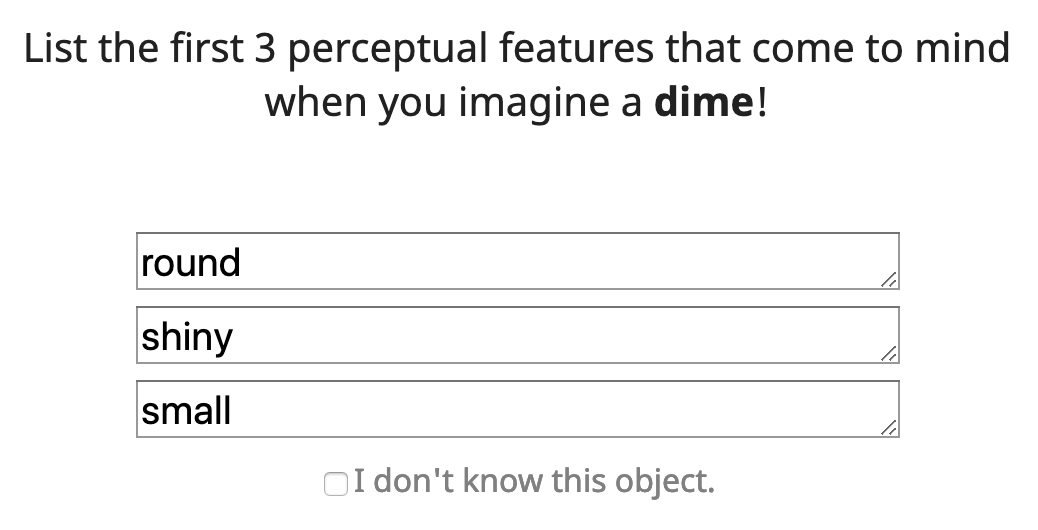 List the first 3 perceptual features that come to mind
when you imagine a dime!
round
shiny
small
I don't know this object.